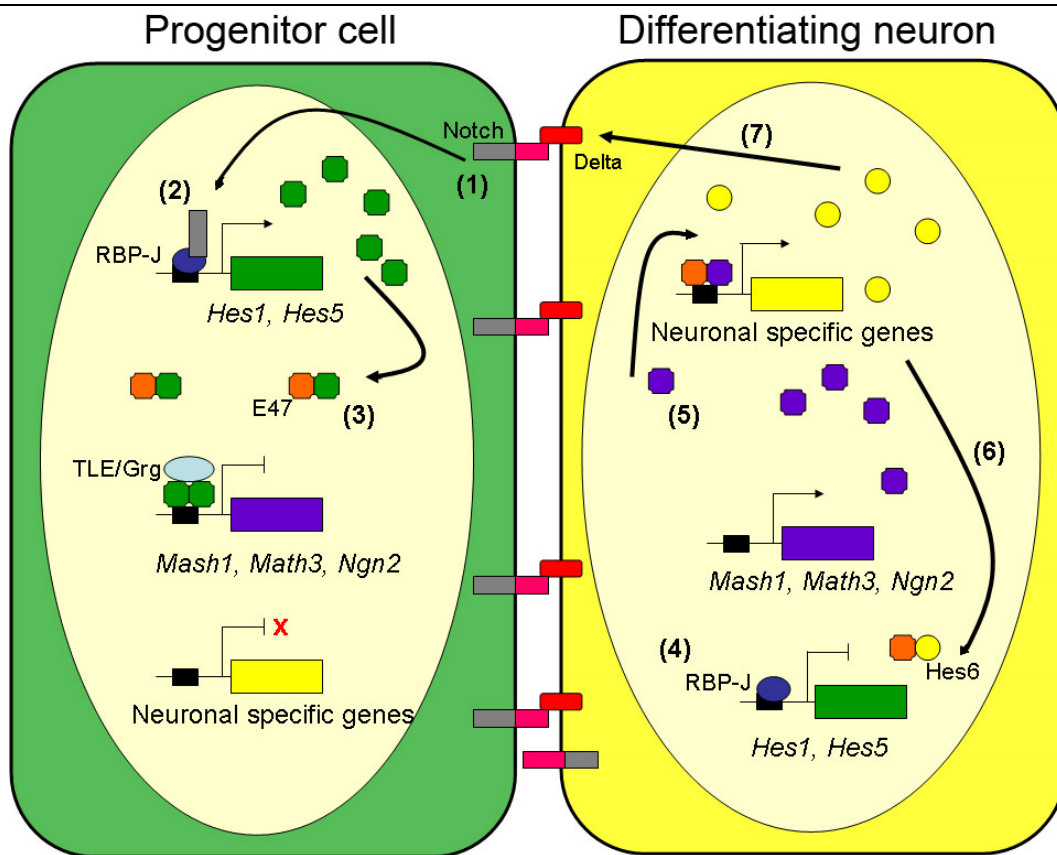 Progenitor cell
Differentiating neuron
Notch
(1)
Delta
(7)
(2)
RBP-J
Hes1, Hes5
E47
(3)
TLE/Grg
Mash1, Math3, Ngn2
X
Neuronal specific genes
Neuronal specific genes
(5)
(6)
Mash1, Math3, Ngn2
(4)
RBP-J
Hes6
Hes1, Hes5